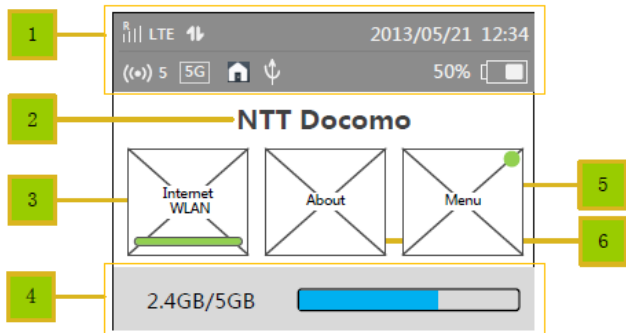 1
R LTE 2013/05/21 12:34
((•)) 5 5G 50%
2
NTT Docomo
3
Internet
WLAN
About
Menu
5
6
4
2.4GB/5GB